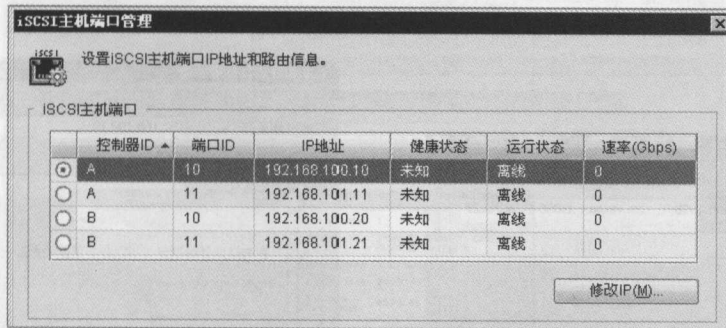 iSCSI主机端口管理
iSCSI
设置iSCSI主机端口IP地址和路由信息。
iSCSI主机端口
控制器ID 端口ID IP地址 健康状态 运行状态 速率(Gbps)
A 10 192.168.100.10 未知 离线 0
A 11 192.168.101.11 未知 离线 0
B 10 192.168.100.20 未知 离线 0
B 11 192.168.101.21 未知 离线 0
修改IP(M)...